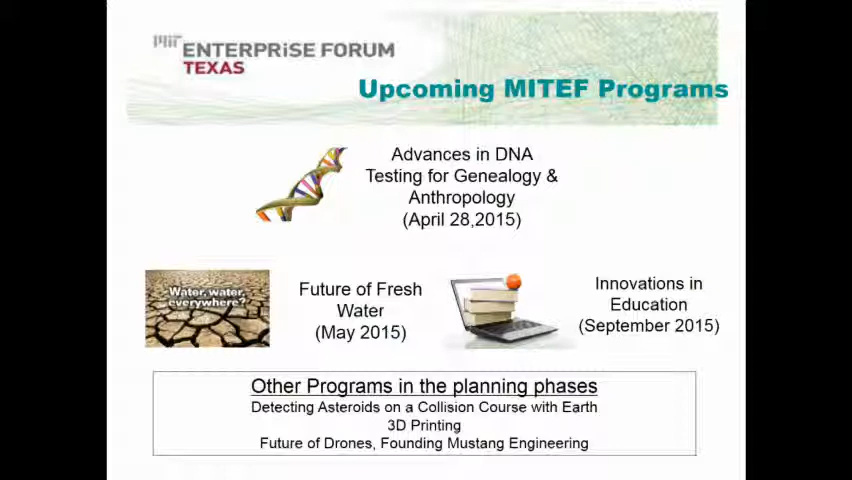 MIT ENTERPRISE FORUM
TEXAS
Upcoming MITEF Programs
Advances in DNA
Testing for Genealogy &
Anthropology
(April 28,2015)
Water, water,
everywhere?
Future of Fresh
Water
(May 2015)
Innovations in
Education
(September 2015)
Other Programs in the planning phases
Detecting Asteroids on a Collision Course with Earth
3D Printing
Future of Drones, Founding Mustang Engineering